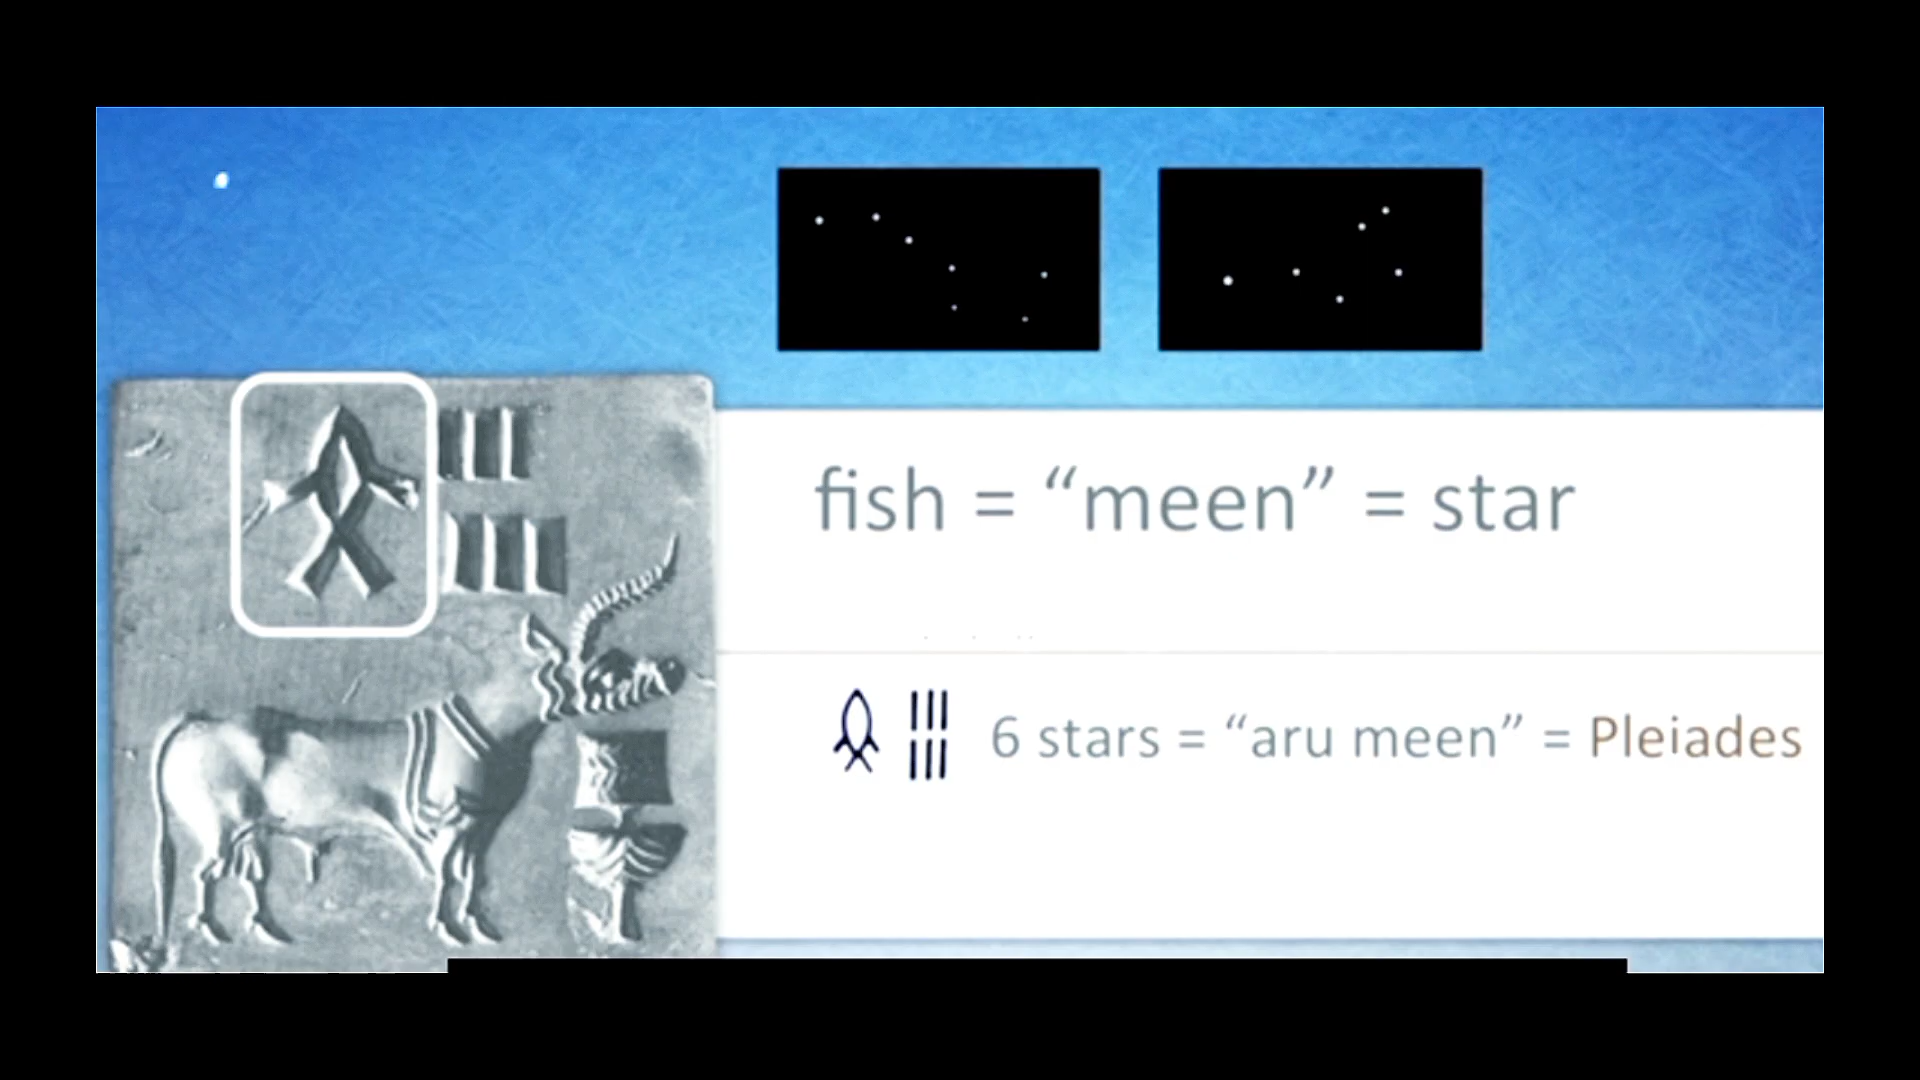 fish = “meen” = star
6 stars = “aru meen” = Pleiades